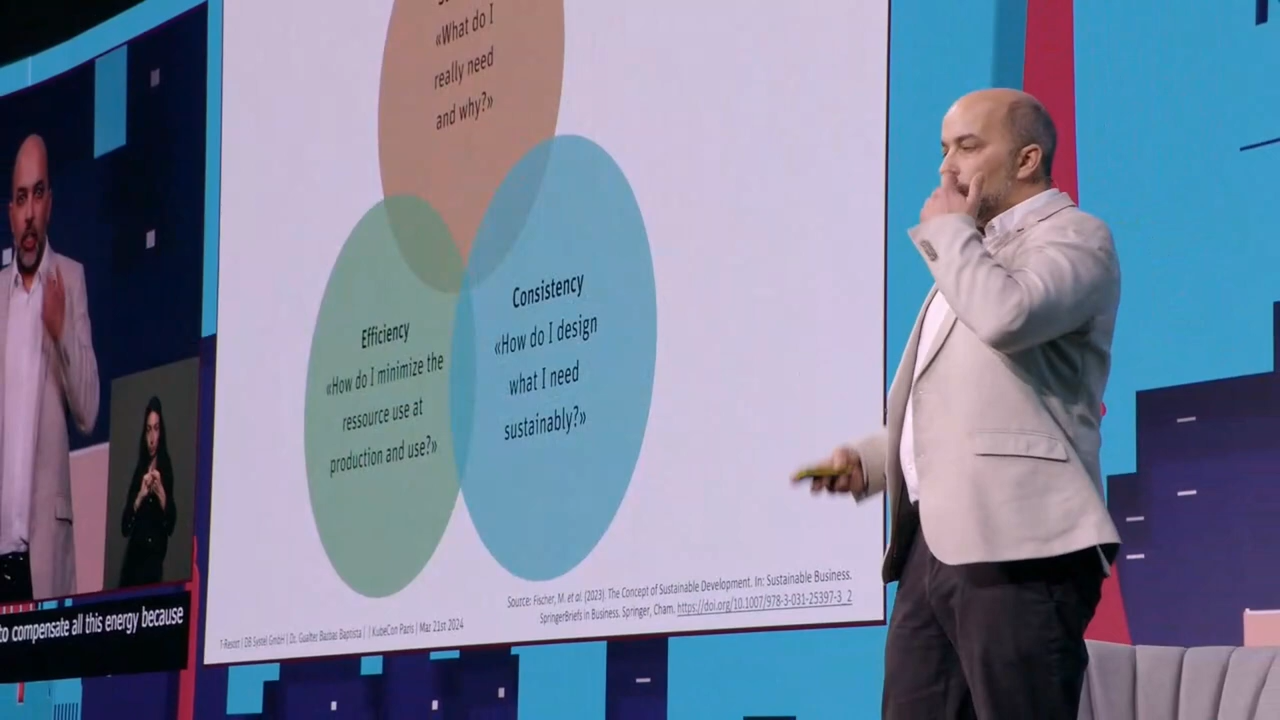 «What do I
really need
and why?»
Efficiency
«How do I minimize the
ressource use at
production and use?»
Consistency
«How do I design
what I need
sustainably?»
Source: Fischer, M. et al. (2023). The Concept of Sustainable Development. In: Sustainable Business.
SpringerBriefs in Business. Springer, Cham. https://doi.org/10.1007/978-3-031-25397-3_2
DB Systel GmbH | Dr. Gualter Barbas Baptista | | KubeCon Paris | Maz 21st 2024
to compensate all this energy because